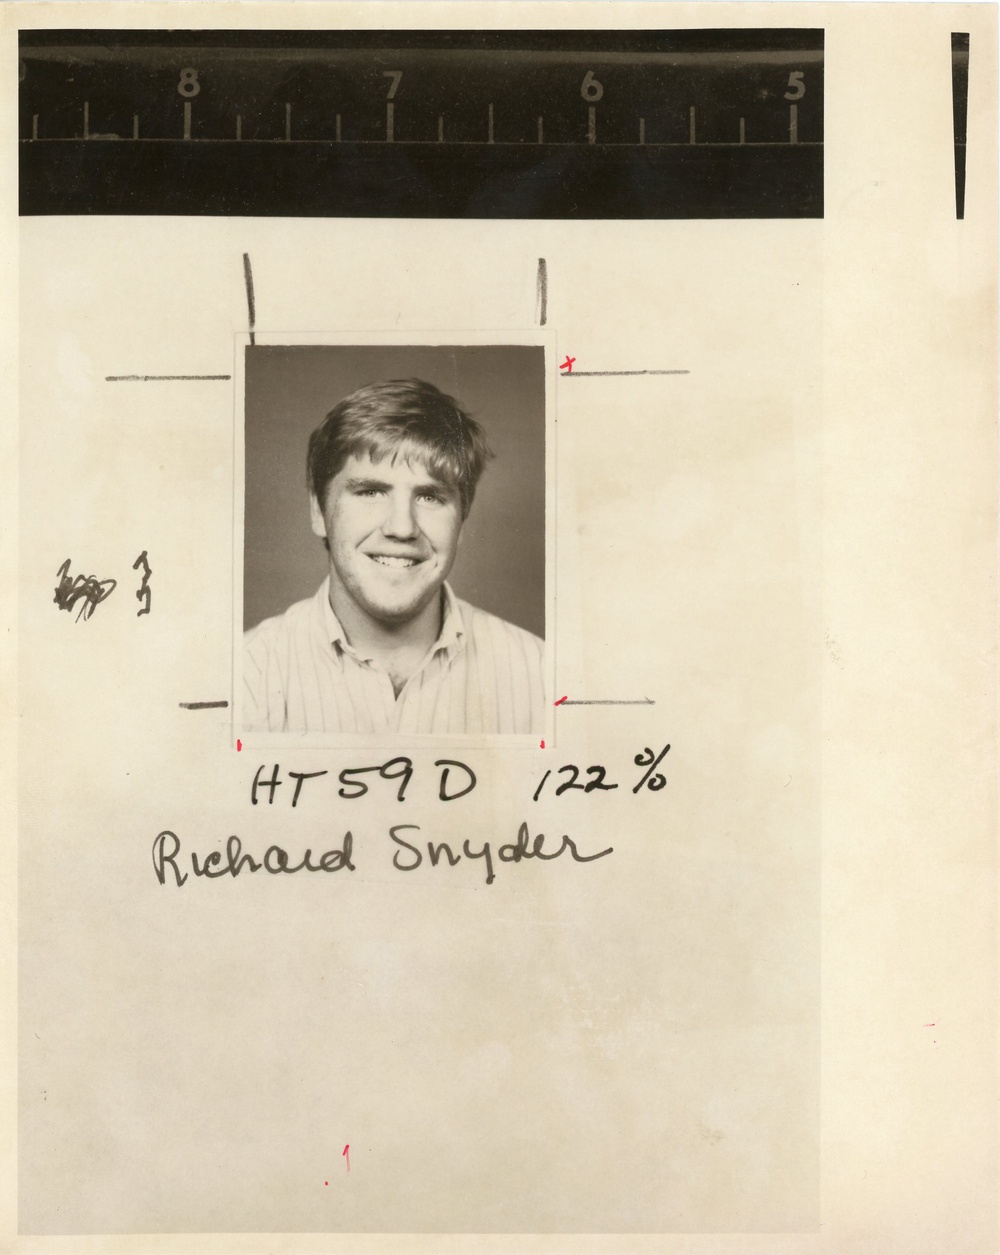 8 7 6 5
HT 59 D 122%
Richard Snyder